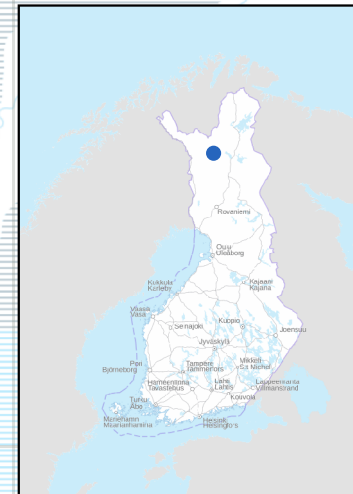 Rovaniemi
Oulu
Uleåborg
Kajaani
Kajana
Kokkola
Karleby
Vaasa
Vasa
Seinäjoki
Kuopio
Joensuu
Jyväskylä
Pori
Björneborg
Tampere
Tammerfors
Mikkeli
S:t Michel
Hämeenlinna
Tavastehus
Lahti
Lahtis
Lappeenranta
Villmanstrand
Kouvola
Turku
Åbo
Helsinki
Helsingfors
Mariehamn
Maarianhamina